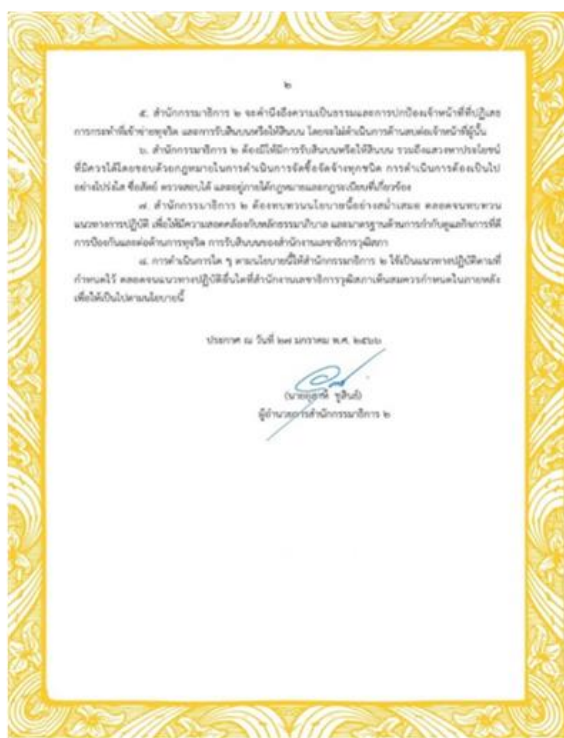 ๒
๕. สำนักกรรมาธิการ ๒ จะคำนึงถึงความเป็นธรรมและการปกป้องเจ้าหน้าที่ที่ปฏิเสธ
การกระทำที่เข้าข่ายทุจริต และการรับสินบนหรือให้สินบน โดยจะไม่ดำเนินการด้านลบต่อเจ้าหน้าที่ผู้นั้น
๖. สำนักกรรมาธิการ ๒ ต้องมิให้มีการรับสินบนหรือให้สินบน รวมถึงแสวงหาประโยชน์
ที่มิควรได้โดยชอบด้วยกฎหมายในการดำเนินการจัดซื้อจัดจ้างทุกชนิด การดำเนินการต้องเป็นไป
อย่างโปร่งใส ซื่อสัตย์ ตรวจสอบได้ และอยู่ภายใต้กฎหมายและกฎระเบียบที่เกี่ยวข้อง
๗. สำนักกรรมาธิการ ๒ ต้องทบทวนนโยบายนี้อย่างสม่ำเสมอ ตลอดจนทบทวน
แนวทางการปฏิบัติ เพื่อให้มีความสอดคล้องกับหลักธรรมาภิบาล และมาตรฐานด้านการกำกับดูแลกิจการที่ดี
การป้องกันและต่อต้านการทุจริต การรับสินบนของสำนักงานเลขาธิการวุฒิสภา
๘. การดำเนินการใด ๆ ตามนโยบายนี้ให้สำนักกรรมาธิการ ๒ ใช้เป็นแนวทางปฏิบัติตามที่
กำหนดไว้ ตลอดจนแนวทางปฏิบัติอื่นใดที่สำนักงานเลขาธิการวุฒิสภาเห็นสมควรกำหนดในภายหลัง
เพื่อให้เป็นไปตามนโยบายนี้
ประกาศ ณ วันที่ ๒๗ มกราคม พ.ศ. ๒๕๖๖
ชูสินธ์)
ผู้อำนวยการสำนักกรรมาธิการ ๒